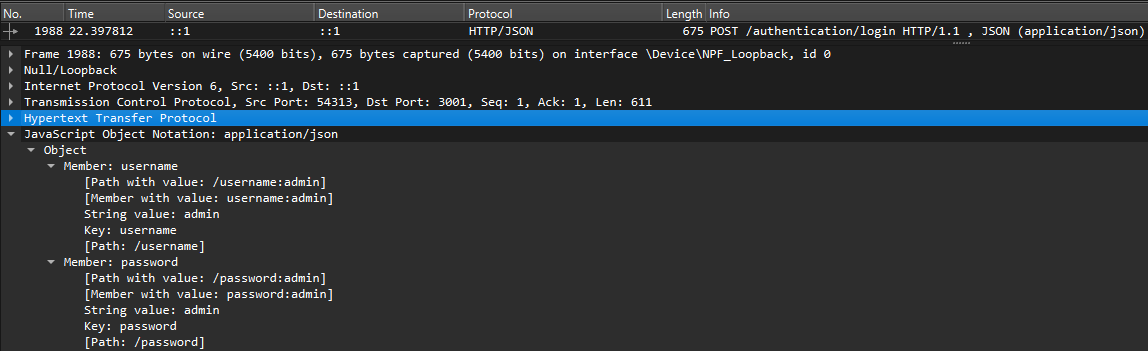 No. Time Source Destination Protocol Length Info
1988 22.397812 ::1 ::1 HTTP/JSON 675 POST /authentication/login HTTP/1.1 , JSON (application/json)
Frame 1988: 675 bytes on wire (5400 bits), 675 bytes captured (5400 bits) on interface \Device\NPF_Loopback, id 0
Null/Loopback
Internet Protocol Version 6, Src: ::1, Dst: ::1
Transmission Control Protocol, Src Port: 54313, Dst Port: 3001, Seq: 1, Ack: 1, Len: 611
Hypertext Transfer Protocol
JavaScript Object Notation: application/json
Object
Member: username
[Path with value: /username:admin]
[Member with value: username:admin]
String value: admin
Key: username
[Path: /username]
Member: password
[Path with value: /password:admin]
[Member with value: password:admin]
String value: admin
Key: password
[Path: /password]